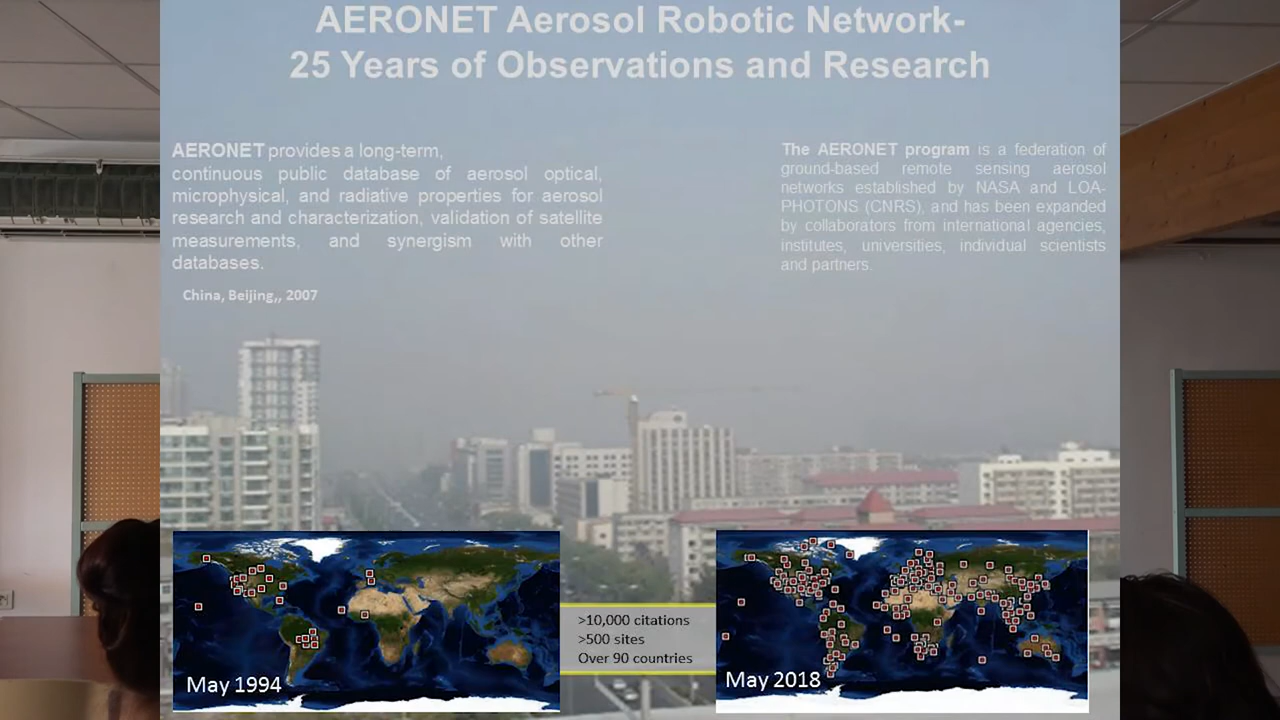 AERONET Aerosol Robotic Network-
25 Years of Observations and Research
AERONET provides a long-term,
continuous public database of aerosol optical,
microphysical, and radiative properties for aerosol
research and characterization, validation of satellite
measurements, and synergism with other
databases.
China, Beijing,, 2007
The AERONET program is a federation of
ground-based remote sensing aerosol
networks established by NASA and LOA-
PHOTONS (CNRS), and has been expanded
by collaborators from international agencies,
institutes, universities, individual scientists
and partners.
May 1994
>10,000 citations
>500 sites
Over 90 countries
May 2018